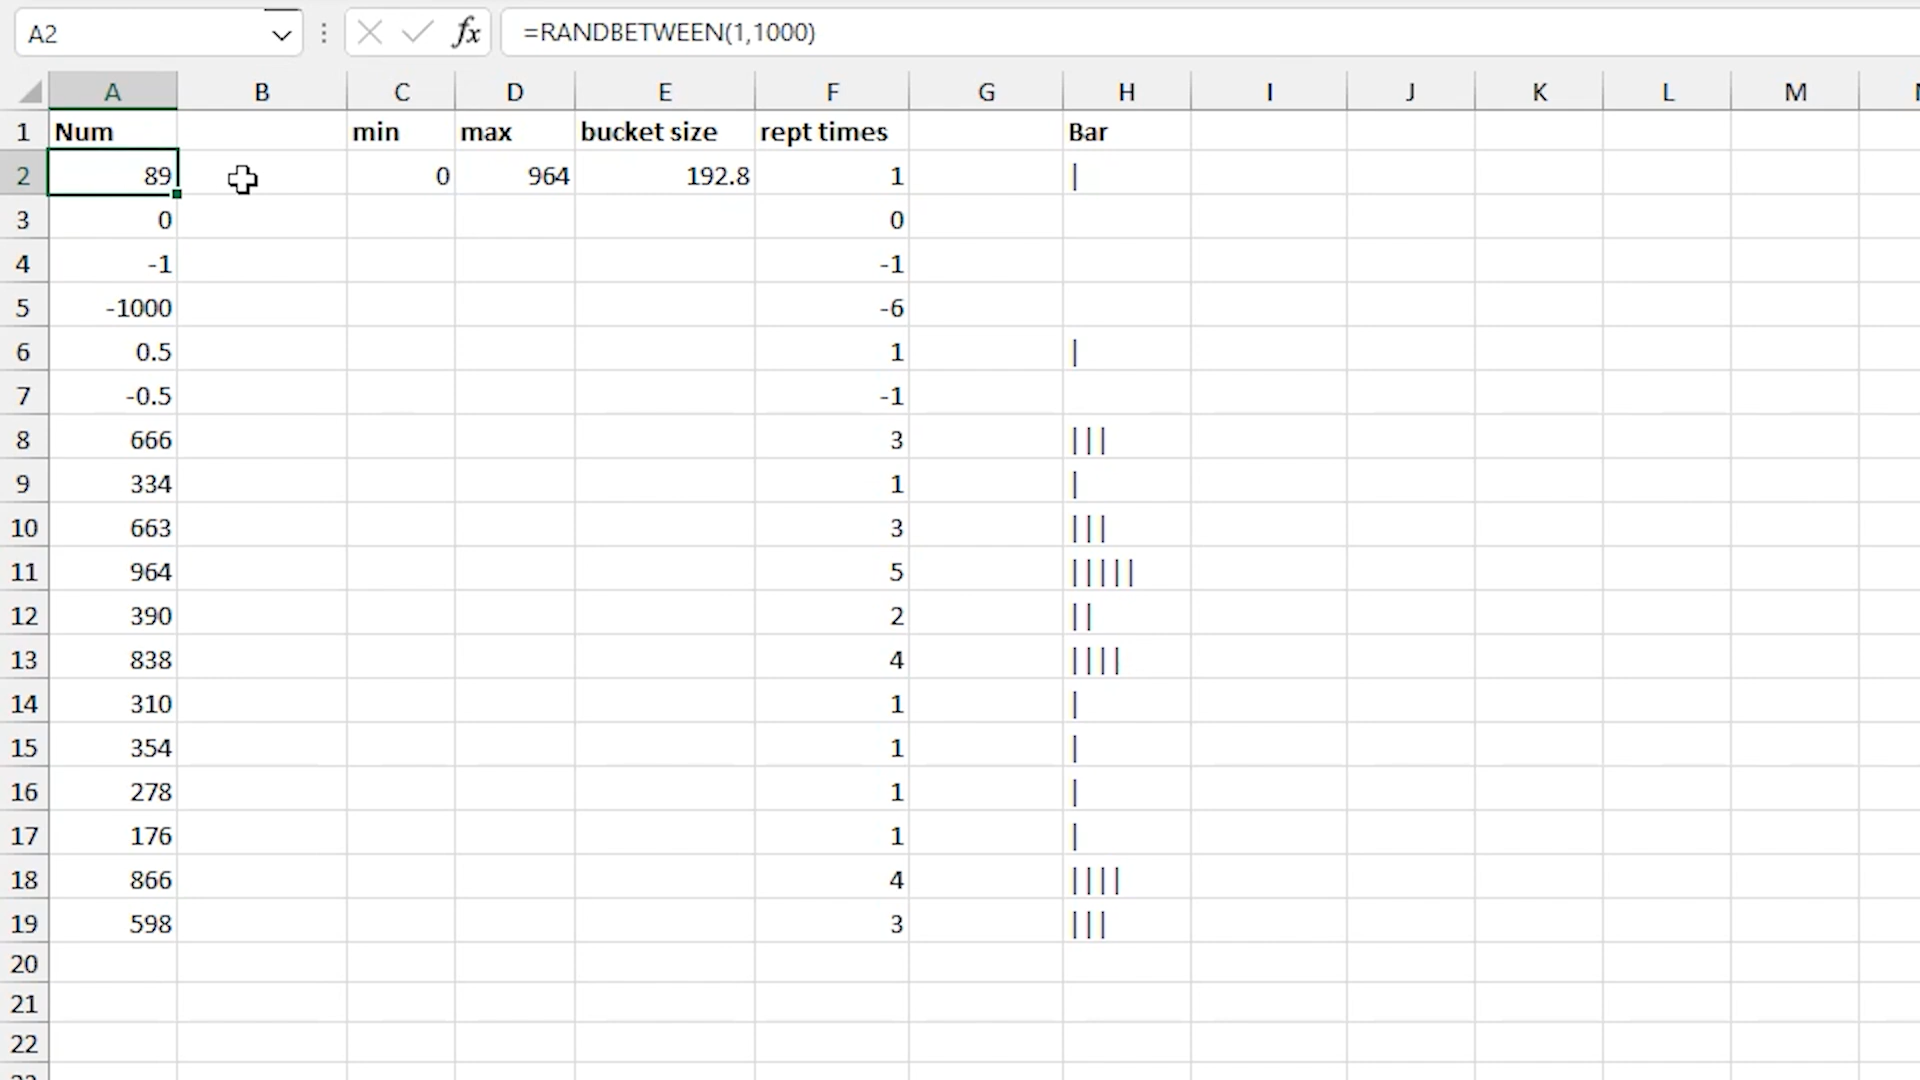 A2 fx =RANDBETWEEN(1,1000)
A B C D E F G H I J K L M
1 Num min max bucket size rept times Bar
2 89 0 964 192.8 1 |
3 0 0
4 -1 -1
5 -1000 -6
6 0.5 1 |
7 -0.5 -1
8 666 3 |||
9 334 1 |
10 663 3 |||
11 964 5 |||||
12 390 2 ||
13 838 4 ||||
14 310 1 |
15 354 1 |
16 278 1 |
17 176 1 |
18 866 4 ||||
19 598 3 |||
20
21
22